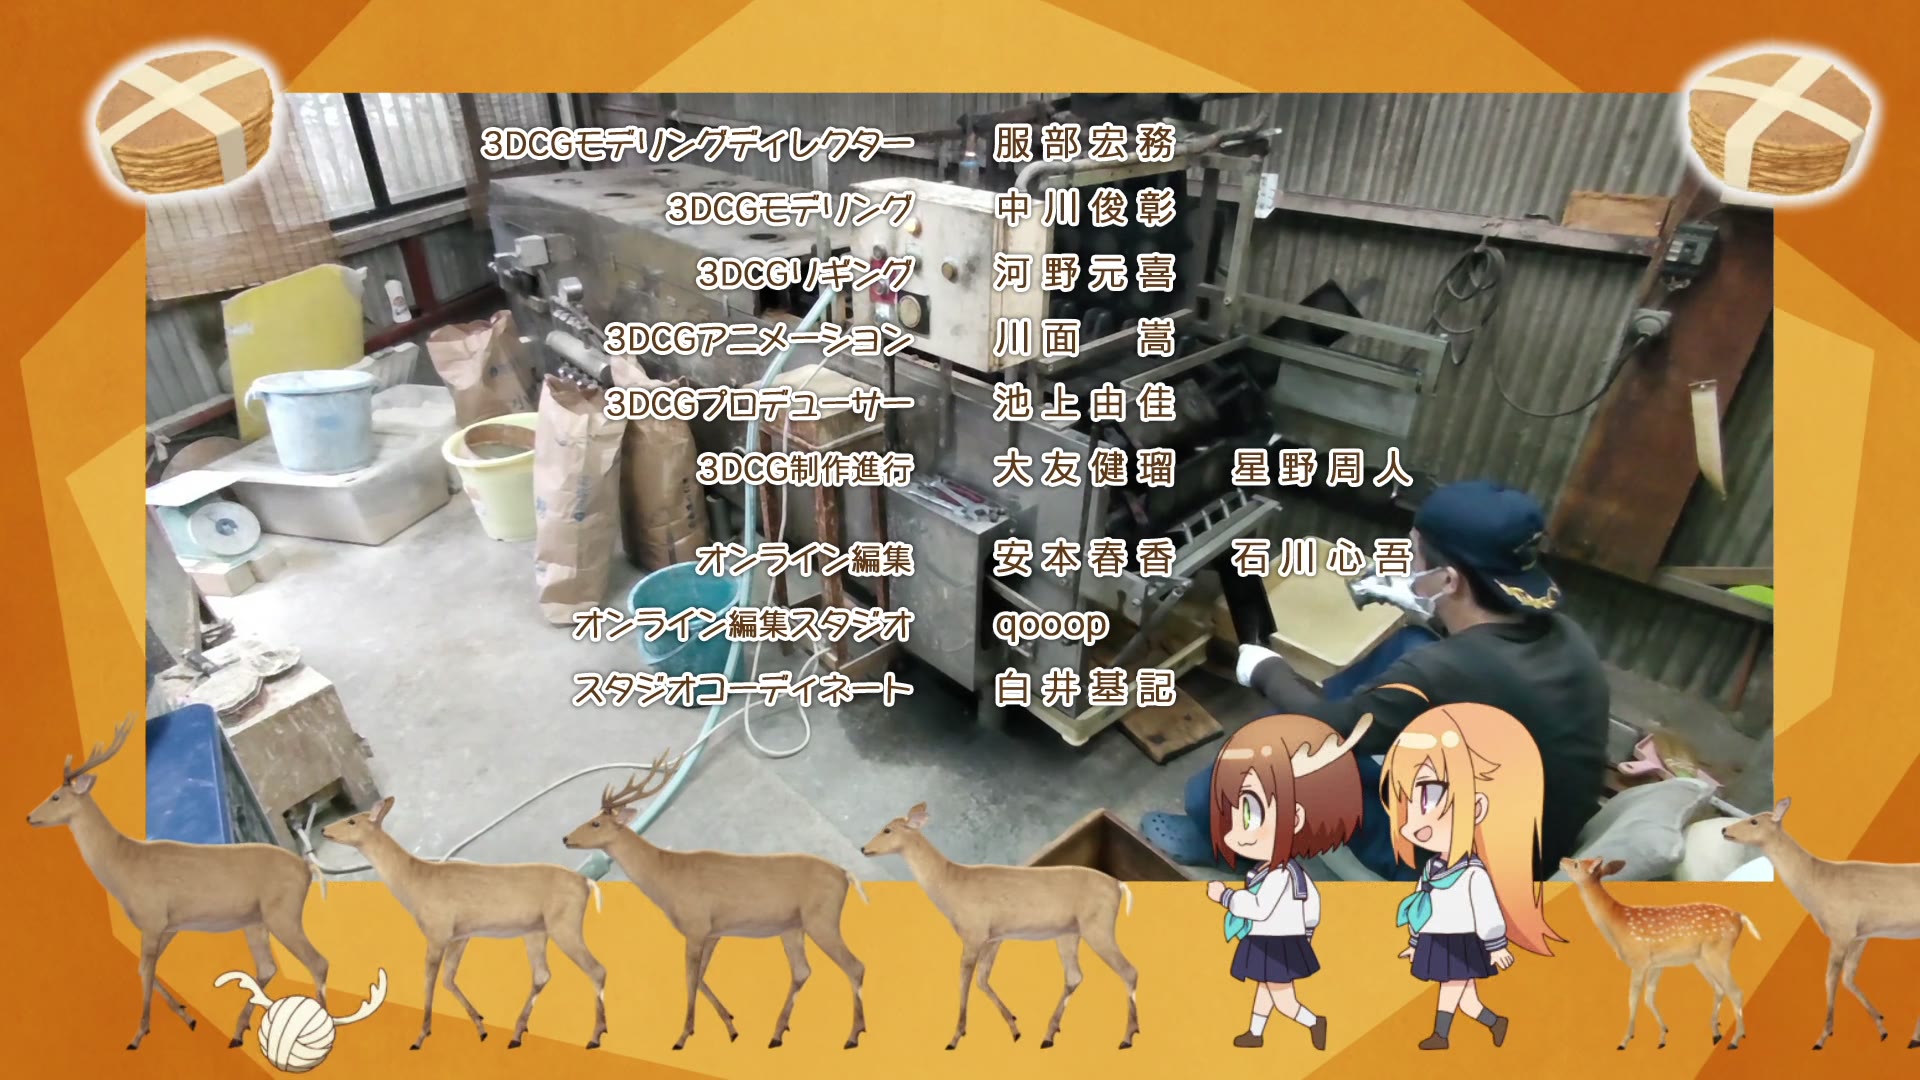 3DCGモデリングディレクター 服部宏務
3DCGモデリング 中川俊彰
3DCGリギング 河野元喜
3DCGアニメーション 川面 嵩
3DCGプロデューサー 池上由佳
3DCG制作進行 大友健瑠 星野周人
オンライン編集 安本春香 石川心吾
オンライン編集スタジオ qooop
スタジオコーディネート 白井基記